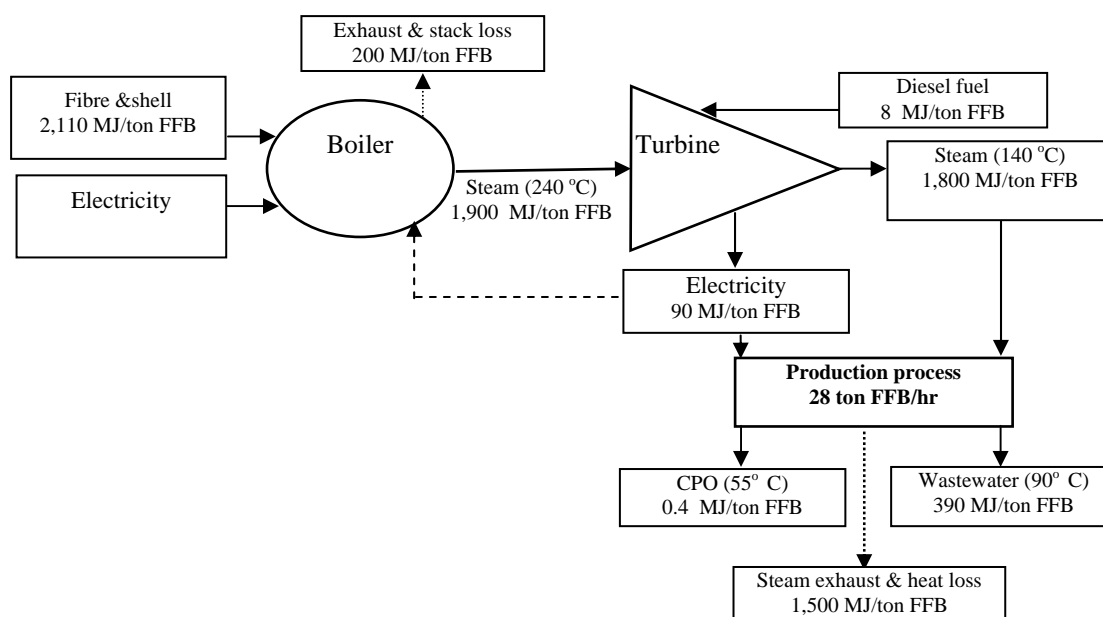 Exhaust & stack loss
200 MJ/ton FFB
Fibre &shell
2,110 MJ/ton FFB
Diesel fuel
8 MJ/ton FFB
Boiler
Turbine
Steam (140 °C)
1,800 MJ/ton FFB
Electricity
Steam (240 °C)
1,900 MJ/ton FFB
Electricity
90 MJ/ton FFB
Production process
28 ton FFB/hr
CPO (55° C)
0.4 MJ/ton FFB
Wastewater (90° C)
390 MJ/ton FFB
Steam exhaust & heat loss
1,500 MJ/ton FFB